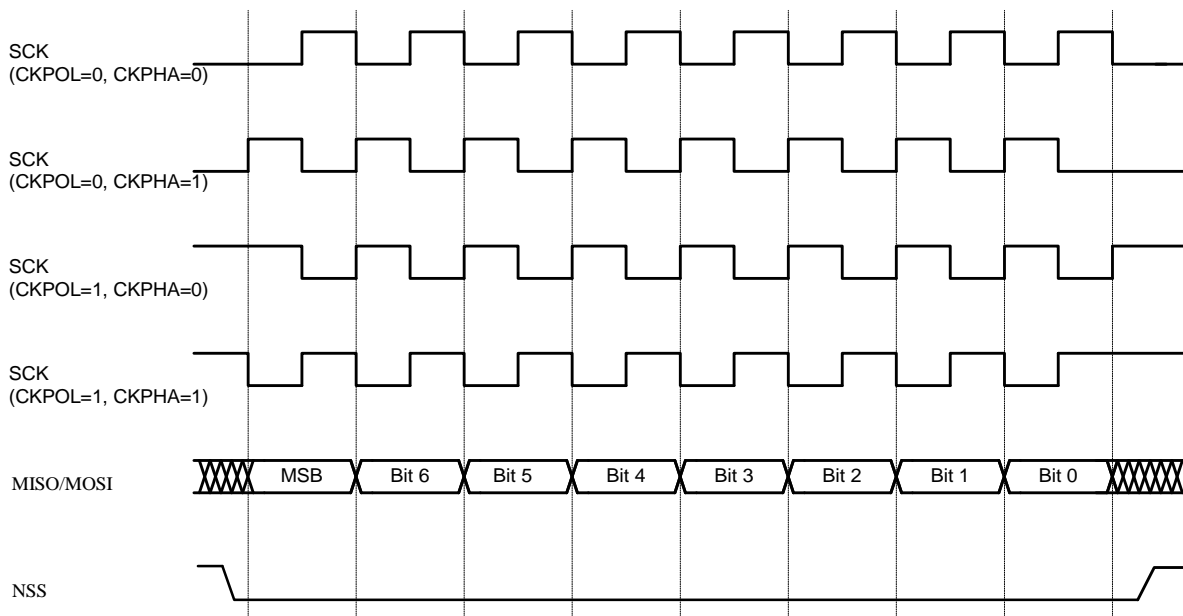 SCK
(CKPOL=0, CKPHA=0)
SCK
(CKPOL=0, CKPHA=1)
SCK
(CKPOL=1, CKPHA=0)
SCK
(CKPOL=1, CKPHA=1)
MISO/MOSI
MSB Bit 6 Bit 5 Bit 4 Bit 3 Bit 2 Bit 1 Bit 0
NSS